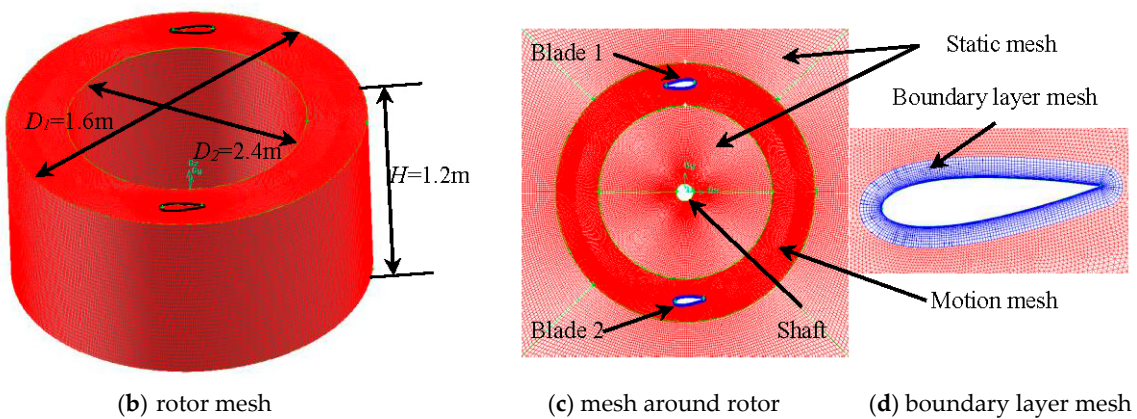 D1=1.6m
D2=2.4m
H=1.2m
(b) rotor mesh
Blade 1
Static mesh
Boundary layer mesh
Motion mesh
Blade 2
Shaft
(c) mesh around rotor
(d) boundary layer mesh